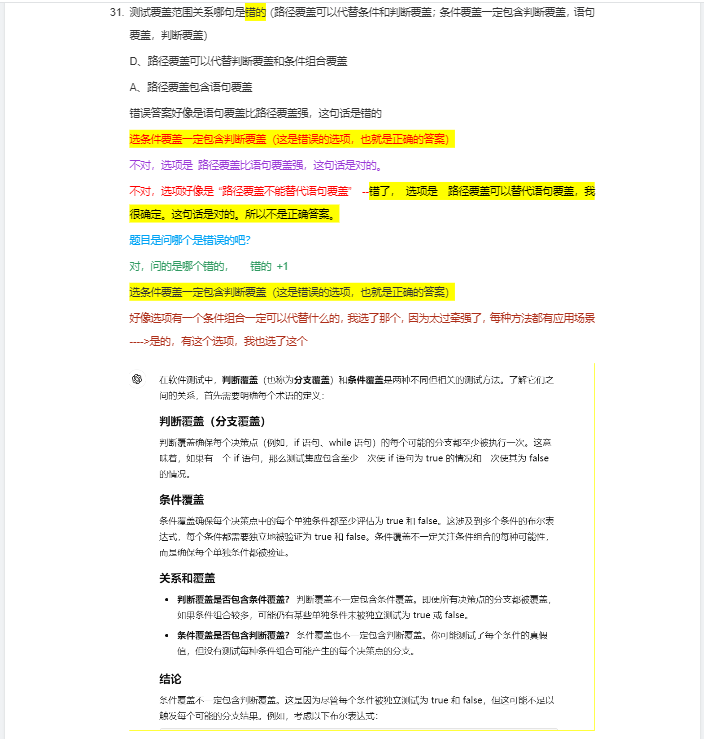 31. 测试覆盖范围关系哪句是错的（路径覆盖可以代替条件和判断覆盖；条件覆盖一定包含判断覆盖，语句
覆盖，判断覆盖）
D、路径覆盖可以代替判断覆盖和条件组合覆盖
A、路径覆盖包含语句覆盖
错误答案好像是语句覆盖比路径覆盖强，这句话是错的
选条件覆盖一定包含判断覆盖（这是错误的选项，也就是正确的答案）
不对，选项是 路径覆盖比语句覆盖强，这句话是对的。
不对，选项好像是 “路径覆盖不能替代语句覆盖” --错了， 选项是 路径覆盖可以替代语句覆盖，我
很确定。这句话是对的。所以不是正确答案。
题目是问哪个是错误的吧？
对，问的是哪个错的， 错的 +1
选条件覆盖一定包含判断覆盖（这是错误的选项，也就是正确的答案）
好像选项有一个条件组合一定可以代替什么的，我选了那个，因为太过牵强了，每种方法都有应用场景
---->是的，有这个选项，我也选了这个
在软件测试中，判断覆盖（也称为分支覆盖）和条件覆盖是两种不同但相关的测试方法。了解它们之
间的关系，首先需要明确每个术语的定义：
判断覆盖（分支覆盖）
判断覆盖确保每个决策点（例如，if 语句、while 语句）的每个可能的分支都至少被执行一次。这意
味着，如果有一个 if 语句，那么测试集应包含至少一次使 if 语句为 true 的情况和一次使其为 false
的情况。
条件覆盖
条件覆盖确保每个决策点中的每个单独条件都至少评估为 true 和 false。这涉及到多个条件的布尔表
达式，每个条件都需要独立地被验证为 true 和 false。条件覆盖不一定关注条件组合的每种可能性，
而是确保每个单独条件都被验证。
关系和覆盖
• 判断覆盖是否包含条件覆盖？ 判断覆盖不一定包含条件覆盖。即使所有决策点的分支都被覆盖，
如果条件组合较多，可能仍有某些单独条件未被独立测试为 true 或 false。
• 条件覆盖是否包含判断覆盖？ 条件覆盖也不一定包含判断覆盖。你可能测试了每个条件的真假
值，但没有测试每种条件组合可能产生的每个决策点的分支。
结论
条件覆盖不一定包含判断覆盖。这是因为尽管每个条件被独立测试为 true 和 false，但这可能不足以
触发每个可能的分支结果。例如，考虑以下布尔表达式：